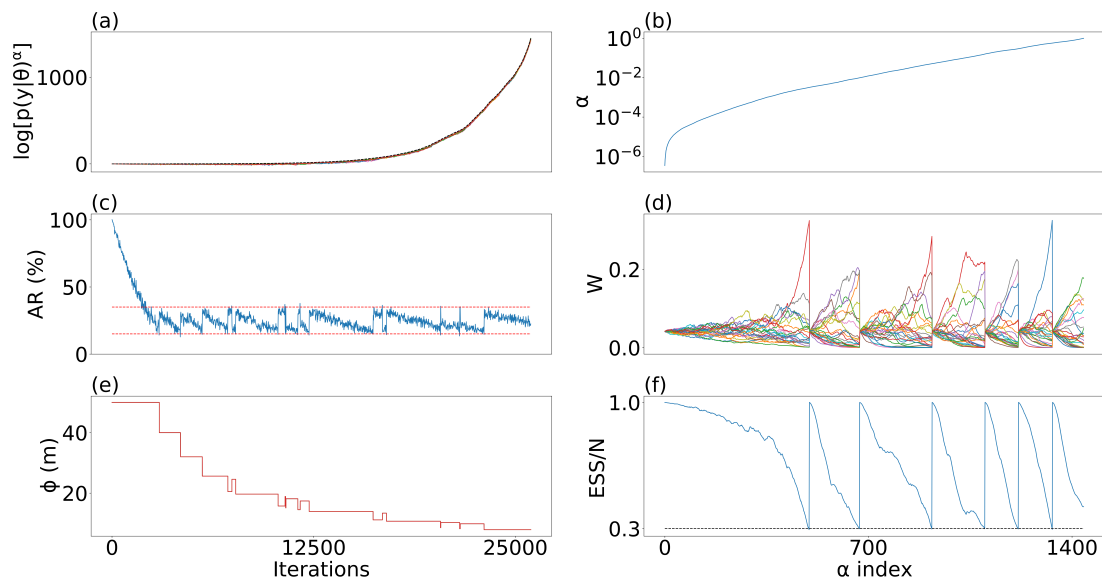 (a)
log[p(y|θ)^α]
1000
0
(b)
α
10^0
10^-2
10^-4
10^-6
(c)
AR (%)
100
50
0
(d)
W
0.2
0.0
(e)
ϕ (m)
40
20
0
12500
25000
Iterations
(f)
ESS/N
1.0
0.3
0
700
1400
α index